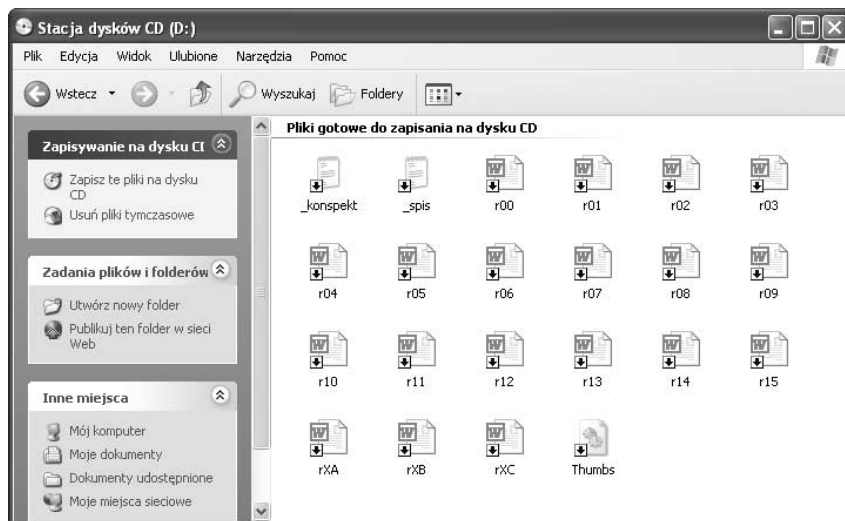 Stacja dysków CD (D:)
Plik Edycja Widok Ulubione Narzędzia Pomoc
Wstecz Wyszukaj Foldery
Zapisywanie na dysku CD
Zapisz te pliki na dysku
CD
Usuń pliki tymczasowe
Zadania plików i folderów
Utwórz nowy folder
Publikuj ten folder w sieci
Web
Inne miejsca
Mój komputer
Moje dokumenty
Dokumenty udostępnione
Moje miejsca sieciowe
Pliki gotowe do zapisania na dysku CD
_konspekt _spis r00 r01 r02 r03
r04 r05 r06 r07 r08 r09
r10 r11 r12 r13 r14 r15
rXA rXB rXC Thumbs